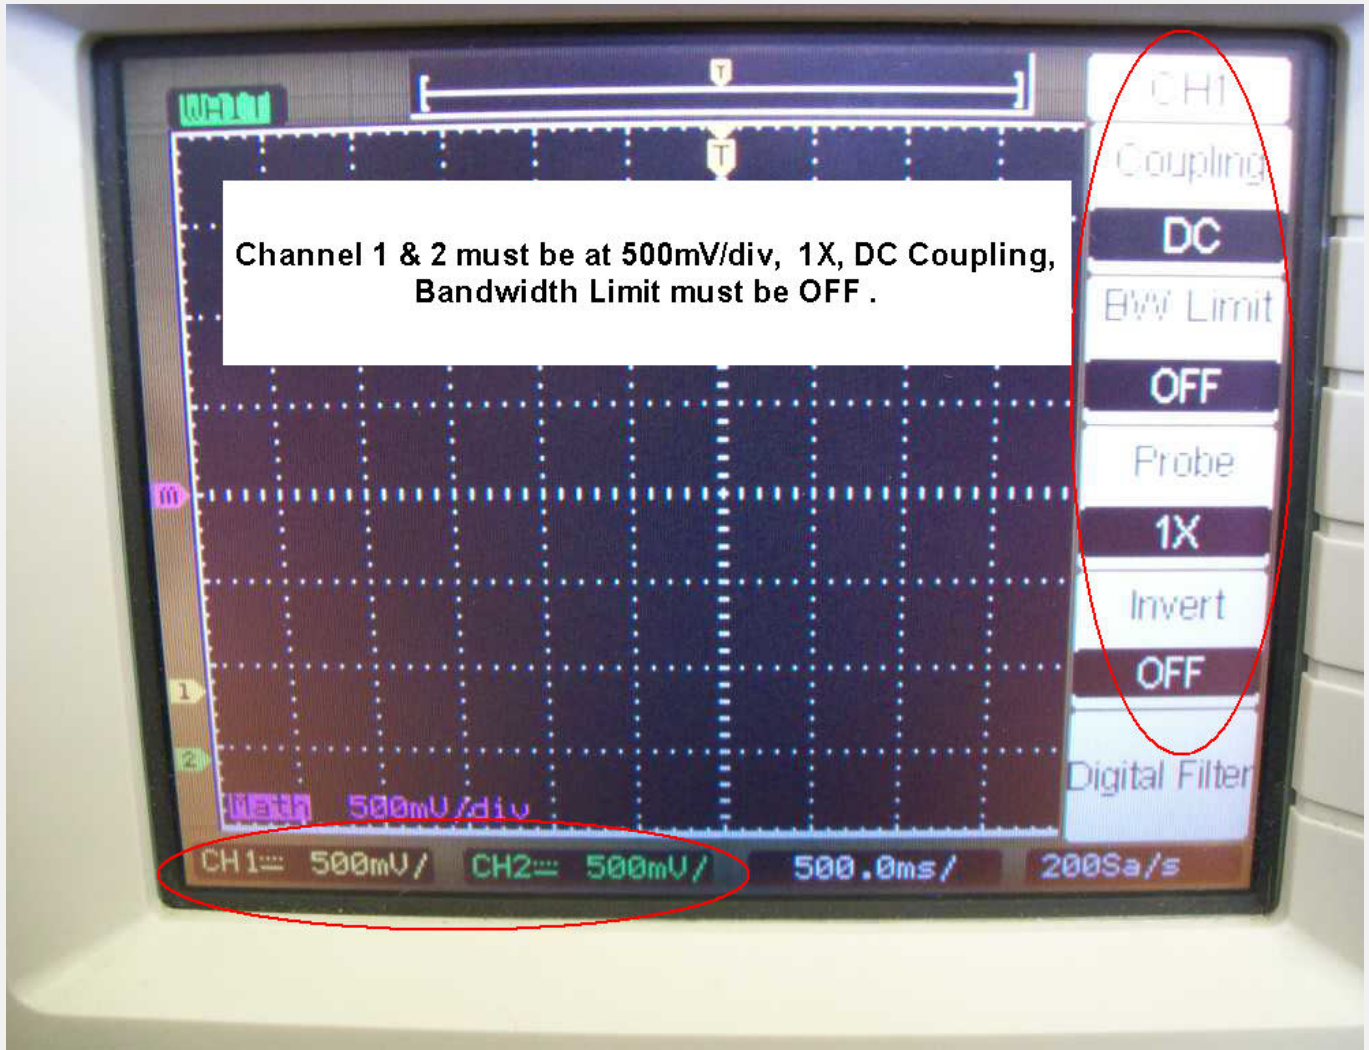 T
WAIT
CH1
T
Coupling
DC
Channel 1 & 2 must be at 500mV/div, 1X, DC Coupling,
Bandwidth Limit must be OFF .
BW Limit
OFF
Probe
m
1X
Invert
OFF
1
2
Digital Filter
Math 500mV/div
CH1 500mV/ CH2 500mV/ 500.0ms/ 200Sa/s